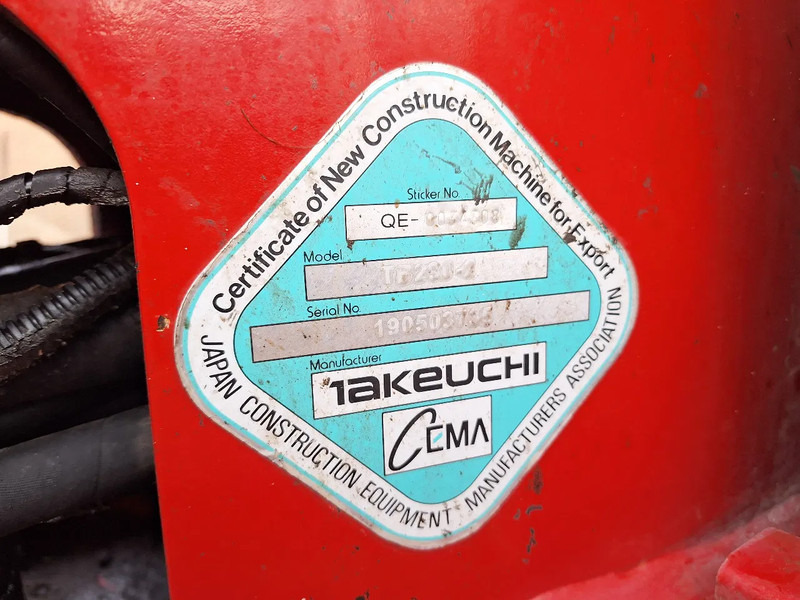 Certificate of New Construction Machine for Export
Sticker No.
QE-
Model
Serial No.
Manufacturer
TAKEUCHI
CEMA
JAPAN CONSTRUCTION EQUIPMENT MANUFACTURERS ASSOCIATION